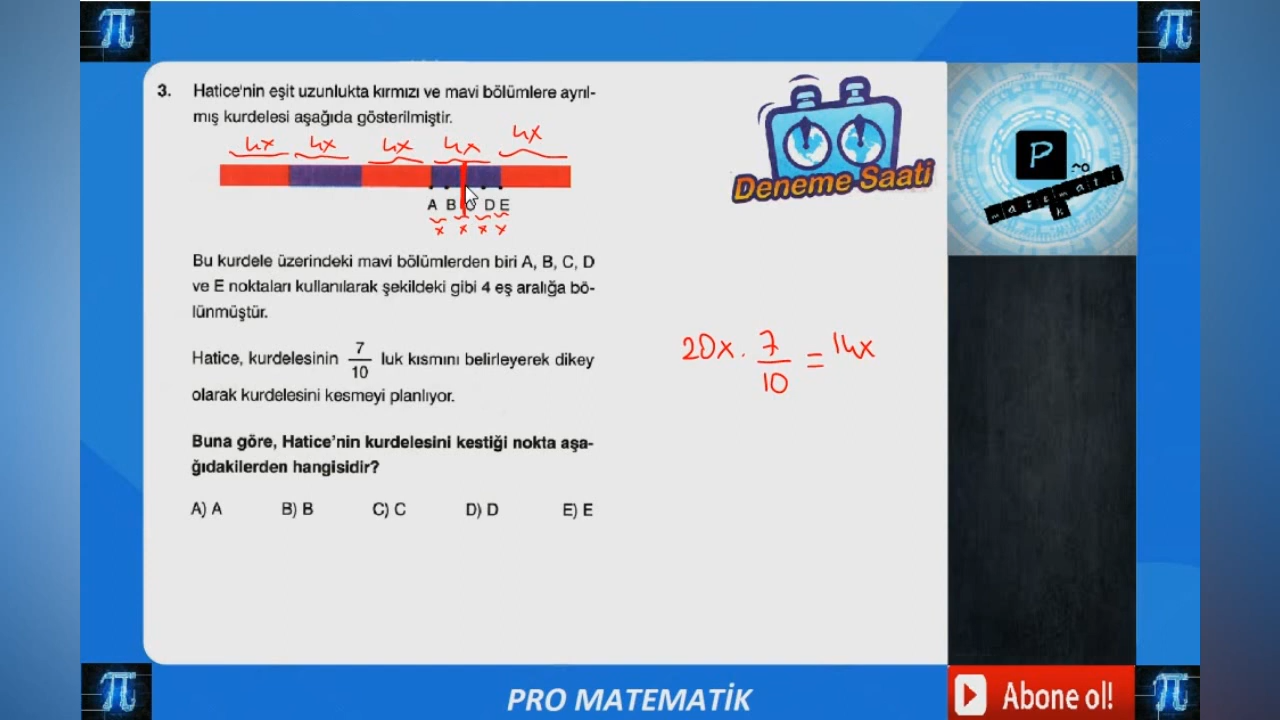 π
π
3. Hatice'nin eşit uzunlukta kırmızı ve mavi bölümlere ayrıl-
mış kurdelesi aşağıda gösterilmiştir.
4x 4x 4x 4x 4x
A B C D E
x x x x
Bu kurdele üzerindeki mavi bölümlerden biri A, B, C, D
ve E noktaları kullanılarak şekildeki gibi 4 eş aralığa bö-
lünmüştür.
Hatice, kurdelesinin 7/10 luk kısmını belirleyerek dikey
olarak kurdelesini kesmeyi planlıyor.
Buna göre, Hatice'nin kurdelesini kestiği nokta aşa-
ğıdakilerden hangisidir?
A) A B) B C) C D) D E) E
20x · 7/10 = 14x
Deneme Saati
P
matematik
π
PRO MATEMATİK
Abone ol!
π